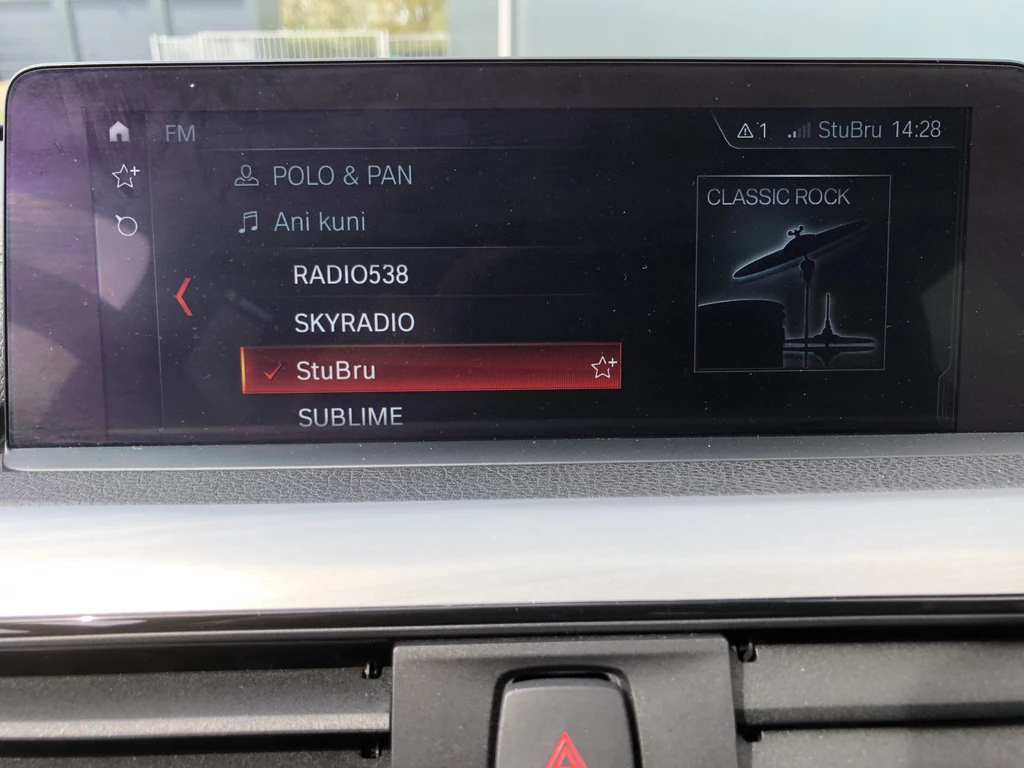 FM
1 StuBru 14:28
POLO & PAN
Ani kuni
CLASSIC ROCK
RADIO538
SKYRADIO
StuBru
SUBLIME